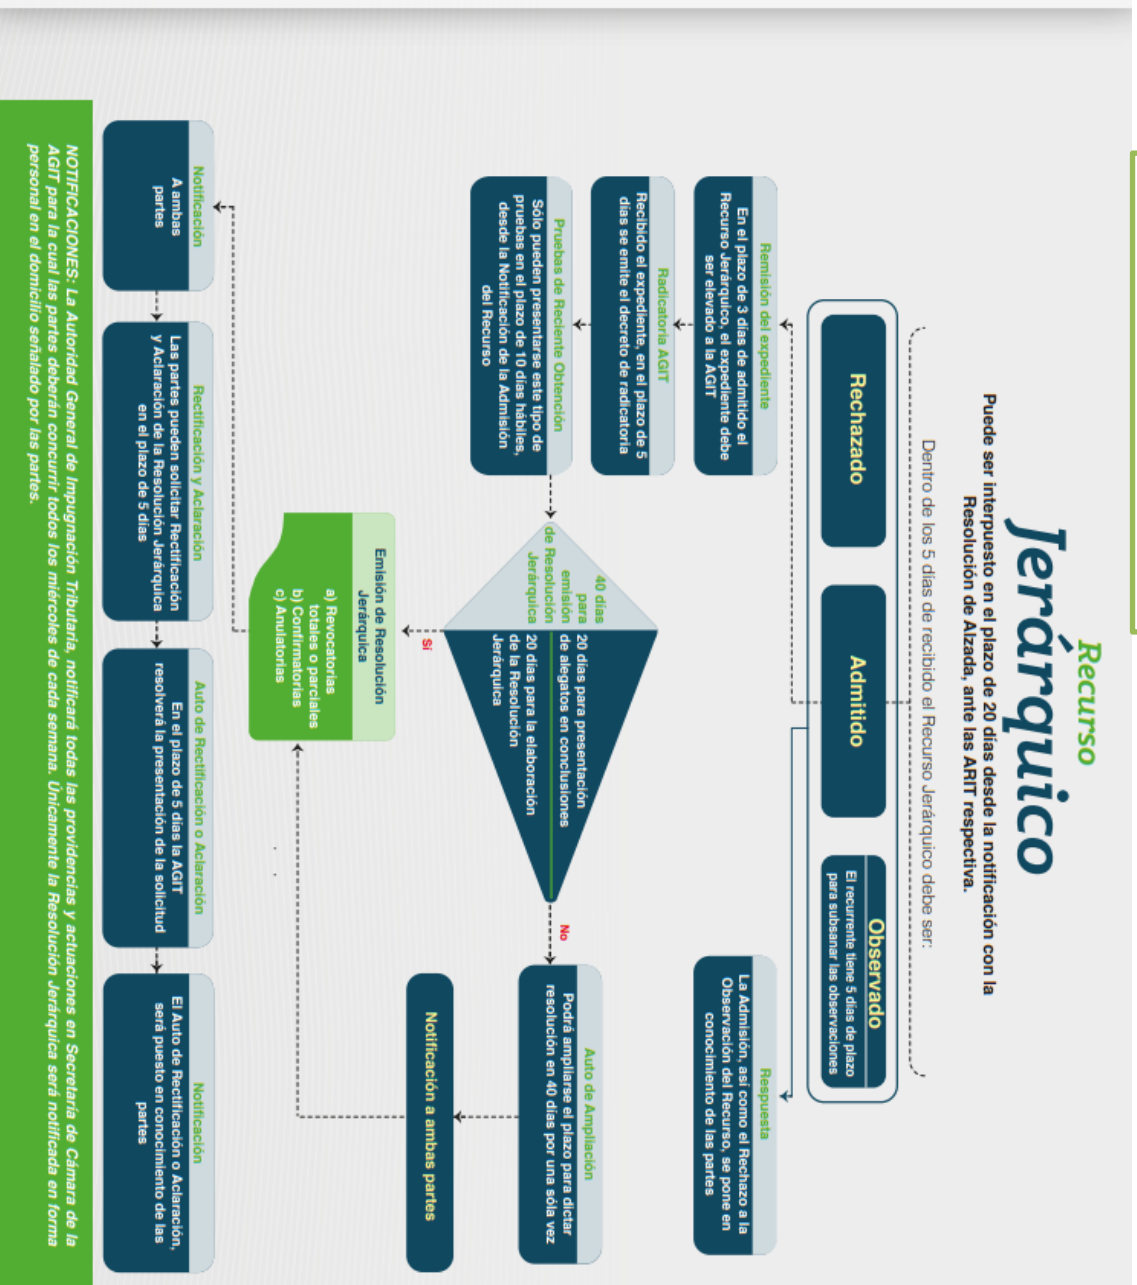 Recurso
Jerárquico
Puede ser interpuesto en el plazo de 20 días desde la notificación con la
Resolución de Alzada, ante las ARIT respectiva.
Dentro de los 5 días de recibido el Recurso Jerárquico debe ser:
Rechazado
Admitido
Observado
El recurrente tiene 5 días de plazo
para subsanar las observaciones
Remisión del expediente
En el plazo de 3 días de admitido el
Recurso Jerárquico, el expediente debe
ser elevado a la AGIT
Respuesta
La Admisión, así como el Rechazo a la
Observación del Recurso, se pone en
conocimiento de las partes
Radicatoria AGIT
Recibido el expediente, en el plazo de 5
días se emite el decreto de radicatoria
Pruebas de Reciente Obtención
Sólo pueden presentarse este tipo de
pruebas en el plazo de 10 días hábiles,
desde la Notificación de la Admisión
del Recurso
40 días
para
emisión
de Resolución
Jerárquica
20 días para presentación
de alegatos en conclusiones
20 días para la elaboración
de la Resolución
Jerárquica
No
Auto de Ampliación
Podrá ampliarse el plazo para dictar
resolución en 40 días por una sóla vez
Notificación a ambas partes
Sí
Emisión de Resolución
Jerárquica
a) Revocatorias
totales o parciales
b) Confirmatorias
c) Anulatorias
Notificación
A ambas
partes
Rectificación y Aclaración
Las partes pueden solicitar Rectificación
y Aclaración de la Resolución Jerárquica
en el plazo de 5 días
Auto de Rectificación o Aclaración
En el plazo de 5 días la AGIT
resolverá la presentación de la solicitud
Notificación
El Auto de Rectificación o Aclaración,
será puesto en conocimiento de las
partes
NOTIFICACIONES: La Autoridad General de Impugnación Tributaria, notificará todas las providencias y actuaciones en Secretaría de Cámara de la
AGIT para la cual las partes deberán concurrir todos los miércoles de cada semana. Únicamente la Resolución Jerárquica será notificada en forma
personal en el domicilio señalado por las partes.